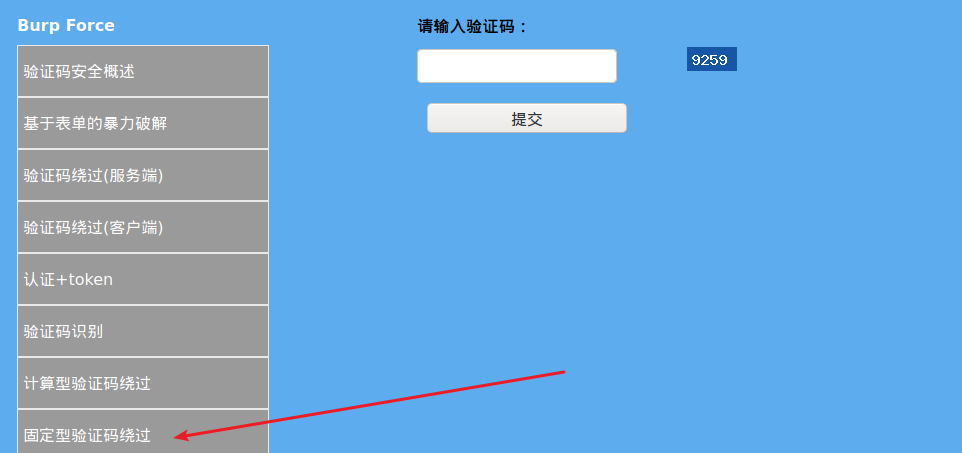 Burp Force
验证码安全概述
基于表单的暴力破解
验证码绕过(服务端)
验证码绕过(客户端)
认证+token
验证码识别
计算型验证码绕过
固定型验证码绕过
请输入验证码：
9259
提交